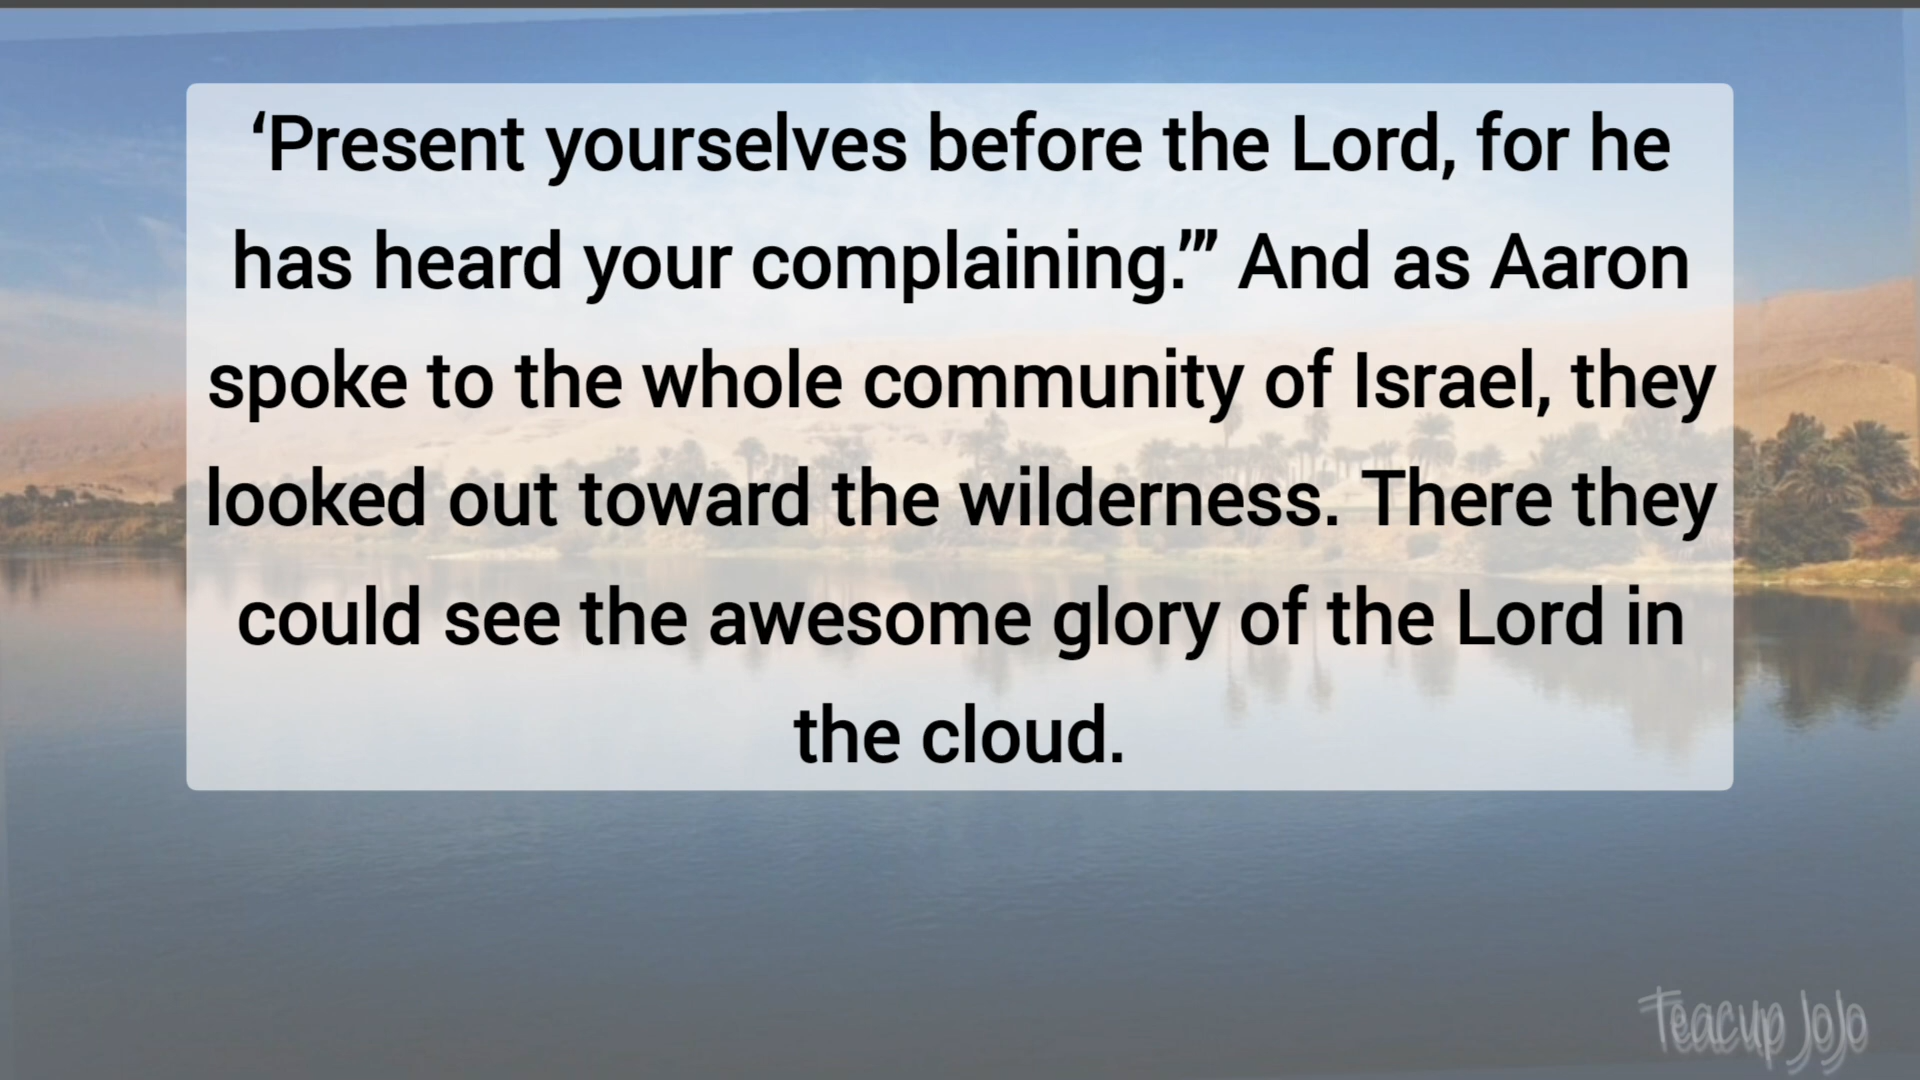 ‘Present yourselves before the Lord, for he
has heard your complaining.’” And as Aaron
spoke to the whole community of Israel, they
looked out toward the wilderness. There they
could see the awesome glory of the Lord in
the cloud.
Teacup JoJo